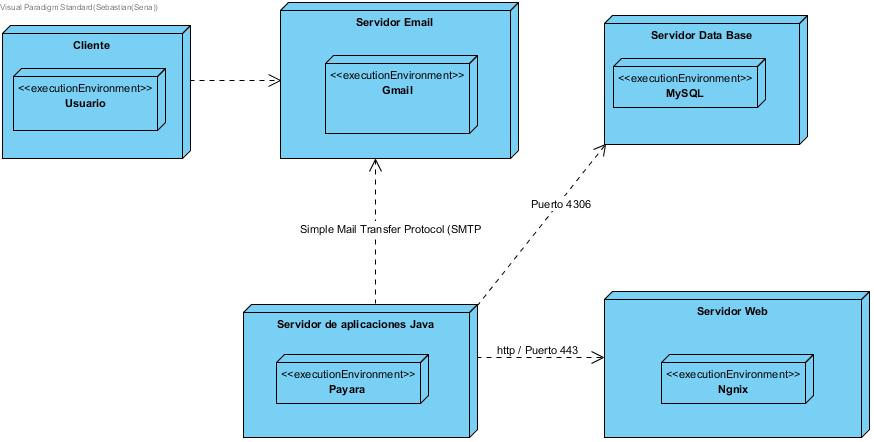 Visual Paradigm Standard(Sebastian(Sena))
Cliente
<<executionEnvironment>>
Usuario
Servidor Email
<<executionEnvironment>>
Gmail
Servidor Data Base
<<executionEnvironment>>
MySQL
Puerto 4306
Simple Mail Transfer Protocol (SMTP
Servidor de aplicaciones Java
<<executionEnvironment>>
Payara
http / Puerto 443
Servidor Web
<<executionEnvironment>>
Ngnix